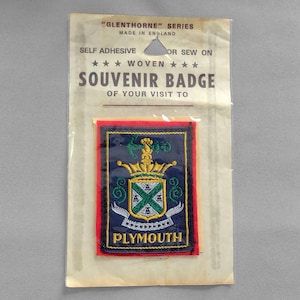 "GLENTHORNE" SERIES
MADE IN ENGLAND
SELF ADHESIVE OR SEW ON
★ ★ ★ WOVEN ★ ★ ★
SOUVENIR BADGE
OF YOUR VISIT TO
PLYMOUTH